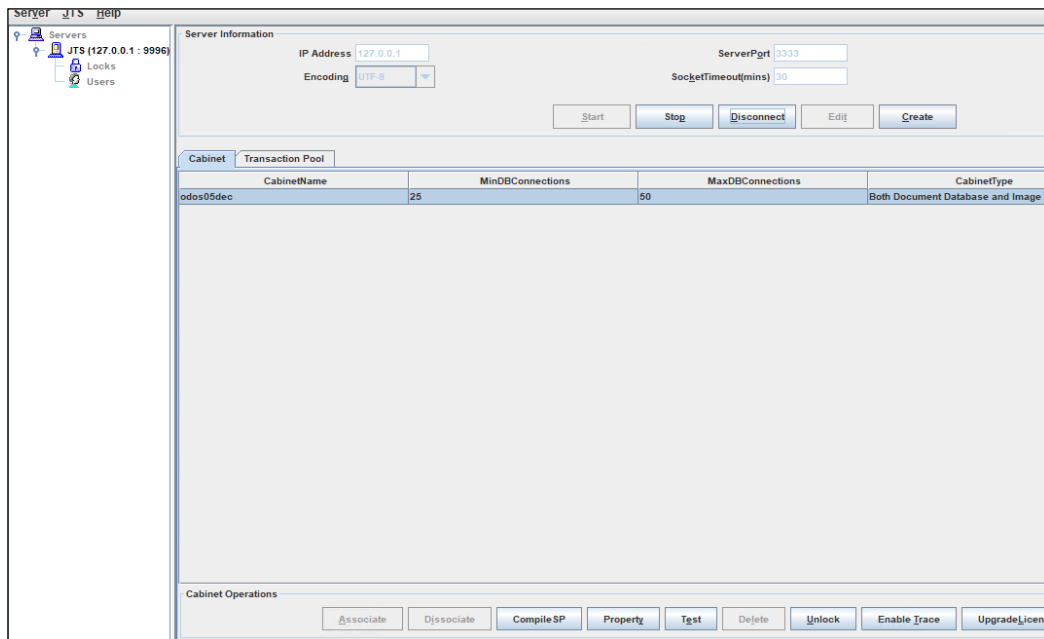 Server JTS Help
Servers
JTS (127.0.0.1 : 9996)
Locks
Users
Server Information
IP Address 127.0.0.1 ServerPort 3333
Encoding UTF-8 SocketTimeout(mins) 30
Start Stop Disconnect Edit Create
Cabinet Transaction Pool
CabinetName MinDBConnections MaxDBConnections CabinetType
odos05dec 25 50 Both Document Database and Image
Cabinet Operations
Associate Dissociate CompileSP Property Test Delete Unlock Enable Trace UpgradeLicen